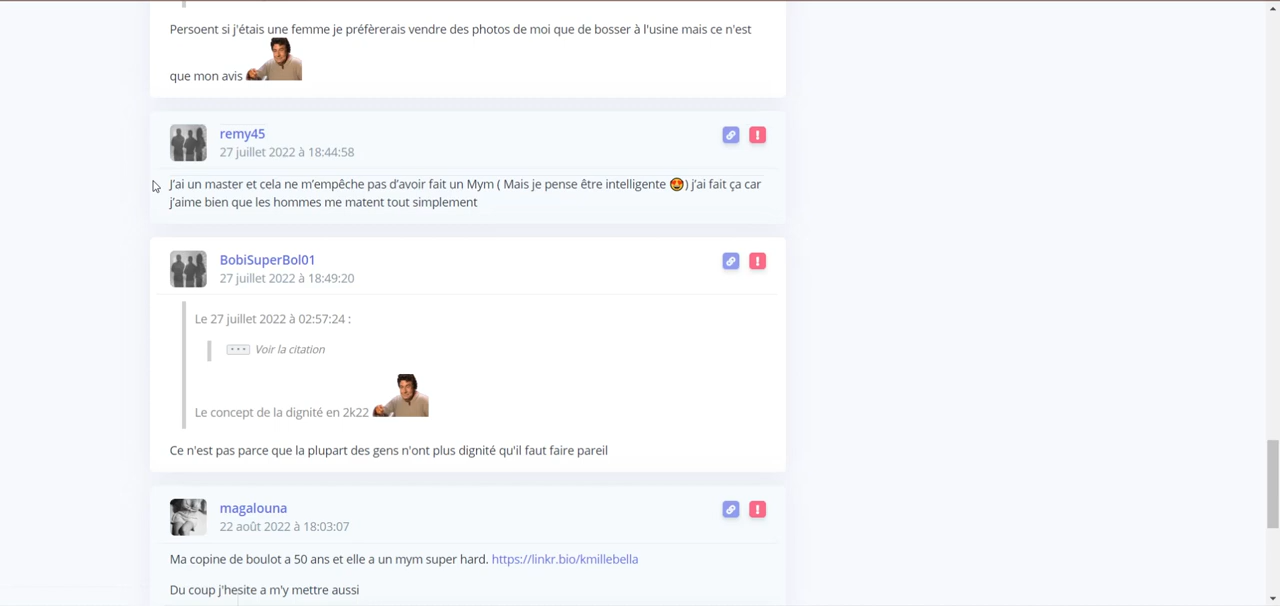 Persoent si j'étais une femme je préfèrerais vendre des photos de moi que de bosser à l'usine mais ce n'est
que mon avis
remy45
27 juillet 2022 à 18:44:58
J’ai un master et cela ne m’empêche pas d’avoir fait un Mym ( Mais je pense être intelligente 😍) j’ai fait ça car
j’aime bien que les hommes me matent tout simplement
BobiSuperBol01
27 juillet 2022 à 18:49:20
Le 27 juillet 2022 à 02:57:24 :
Voir la citation
Le concept de la dignité en 2k22
Ce n'est pas parce que la plupart des gens n'ont plus dignité qu'il faut faire pareil
magalouna
22 août 2022 à 18:03:07
Ma copine de boulot a 50 ans et elle a un mym super hard. https://linkr.bio/kmillebella
Du coup j'hesite a m'y mettre aussi